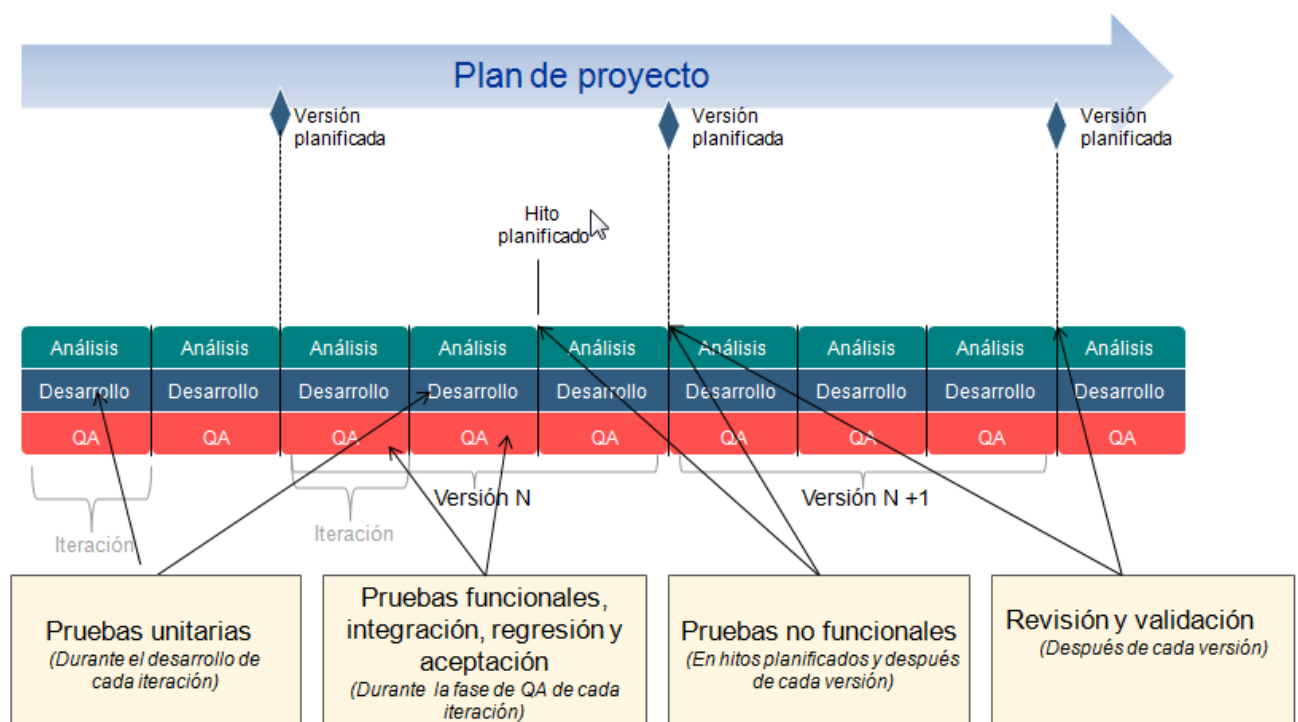 Plan de proyecto
Versión
planificada
Versión
planificada
Versión
planificada
Hito
planificado
Análisis Análisis Análisis Análisis Análisis Análisis Análisis Análisis Análisis
Desarrollo Desarrollo Desarrollo Desarrollo Desarrollo Desarrollo Desarrollo Desarrollo Desarrollo
QA QA QA QA QA QA QA QA QA
Iteración
Iteración
Versión N
Versión N +1
Pruebas unitarias
(Durante el desarrollo de
cada iteración)
Pruebas funcionales,
integración, regresión y
aceptación
(Durante la fase de QA de cada
iteración)
Pruebas no funcionales
(En hitos planificados y después
de cada versión)
Revisión y validación
(Después de cada versión)